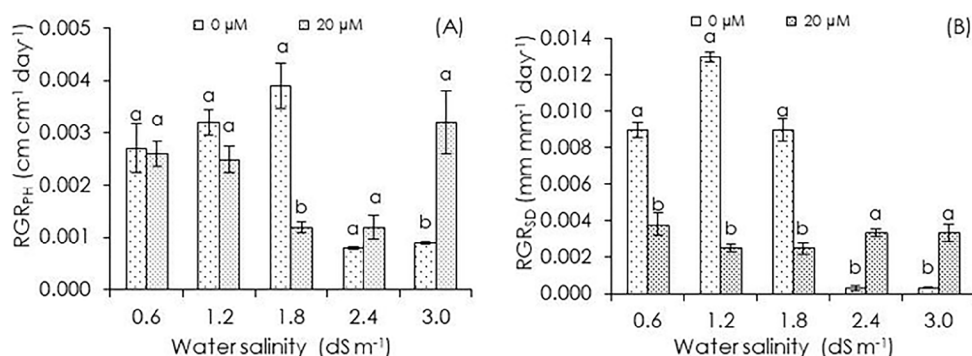 0 µM 20 µM (A)
RGR_PH (cm cm⁻¹ day⁻¹)
0.005
0.004
0.003
0.002
0.001
0.000
a a a a a b a a b a
0.6 1.2 1.8 2.4 3.0
Water salinity (dS m⁻¹)
0 µM 20 µM (B)
RGR_SD (mm mm⁻¹ day⁻¹)
0.014
0.012
0.010
0.008
0.006
0.004
0.002
0.000
a b a b a b b a b a
0.6 1.2 1.8 2.4 3.0
Water salinity (dS m⁻¹)